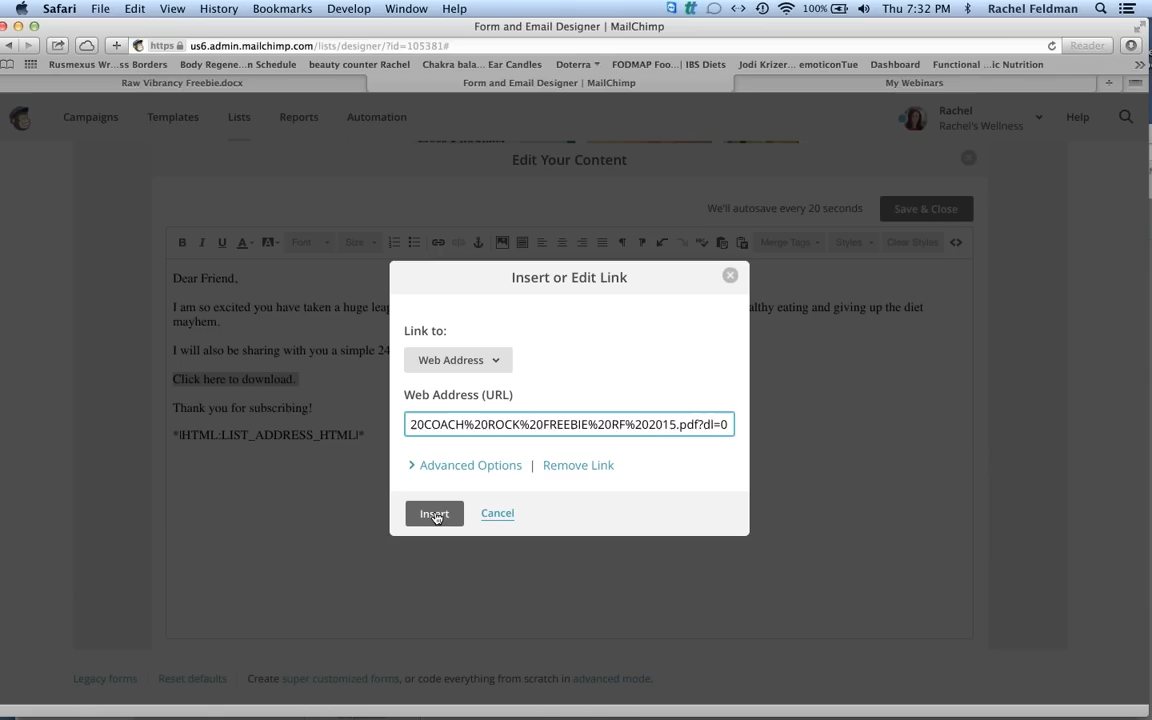 Safari File Edit View History Bookmarks Develop Window Help 100% Thu 7:32 PM Rachel Feldman
Form and Email Designer | MailChimp
https us6.admin.mailchimp.com/lists/designer/?id=105381# Reader
Rusmexus Wr...ss Borders Body Regene...n Schedule beauty counter Rachel Chakra bala... Ear Candles Doterra FODMAP Foo...| IBS Diets Jodi Krizer... emoticonTue Dashboard Functional ...ic Nutrition
Raw Vibrancy Freebie.docx Form and Email Designer | MailChimp My Webinars
Campaigns Templates Lists Reports Automation Rachel Help
Rachel's Wellness
Edit Your Content
We'll autosave every 20 seconds Save & Close
B I U A A Font Size Merge Tags Styles Clear Styles
Dear Friend,
I am so excited you have taken a huge lea althy eating and giving up the diet
mayhem.
I will also be sharing with you a simple 24
Click here to download.
Thank you for subscribing!
*|HTML:LIST_ADDRESS_HTML|*
Insert or Edit Link
Link to:
Web Address
Web Address (URL)
20COACH%20ROCK%20FREEBIE%20RF%202015.pdf?dl=0
Advanced Options | Remove Link
Insert Cancel
Legacy forms Reset defaults Create super customized forms, or code everything from scratch in advanced mode.